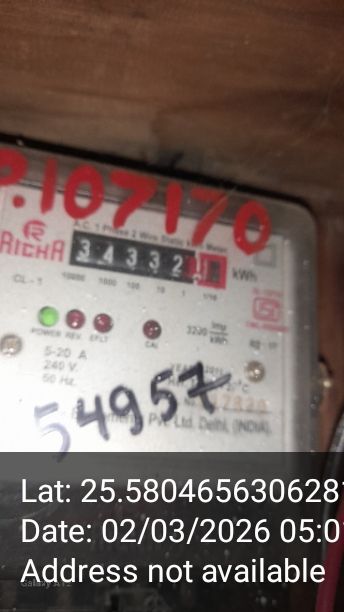 P.107170
A.C. 1 Phase 2 Wire Static kWh Meter
RICHA
34332
kWh
CL-1
10000 1000 100 10 1 1/10
POWER REV. EFLT CAL
3200 imp/kWh
5-20 A
240 V.
50 Hz.
54957
Pvt. Ltd. Delhi, (INDIA)
Lat: 25.5804656306281
Date: 02/03/2026 05:01
Address not available